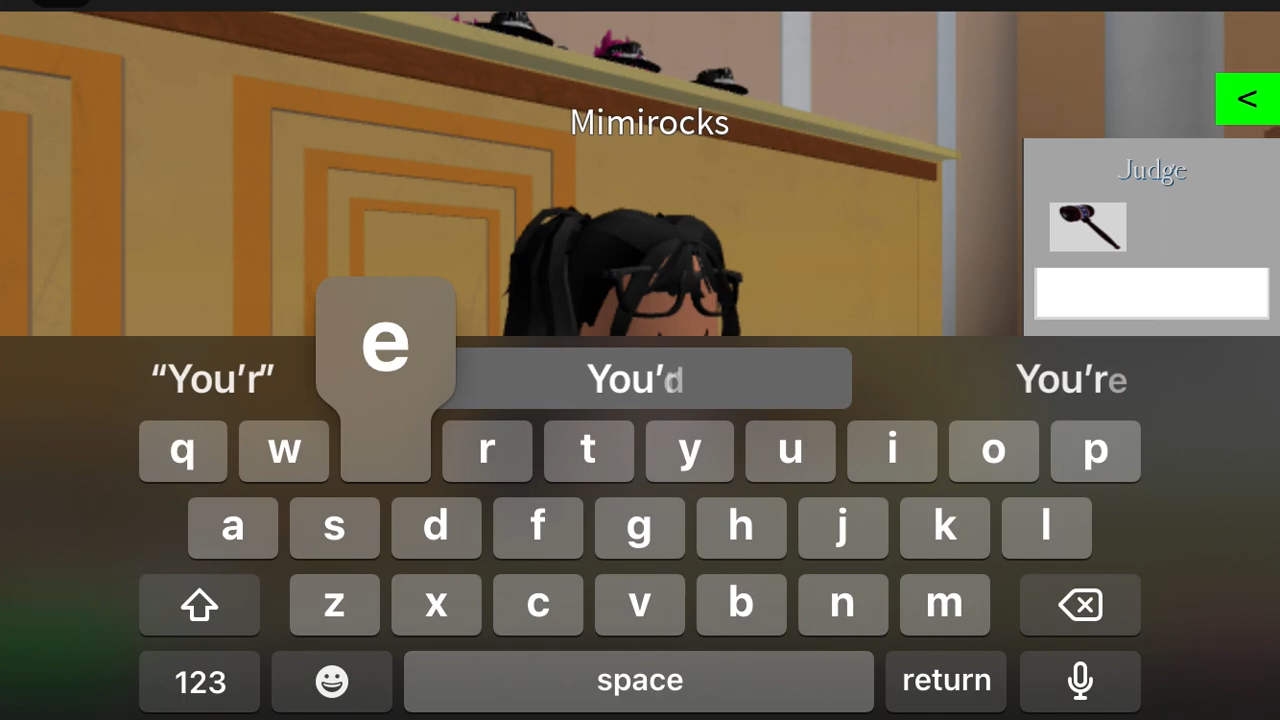 Mimirocks
<
Judge
“You’r”
e
You’d
You’re
q w r t y u i o p
a s d f g h j k l
z x c v b n m
123 space return